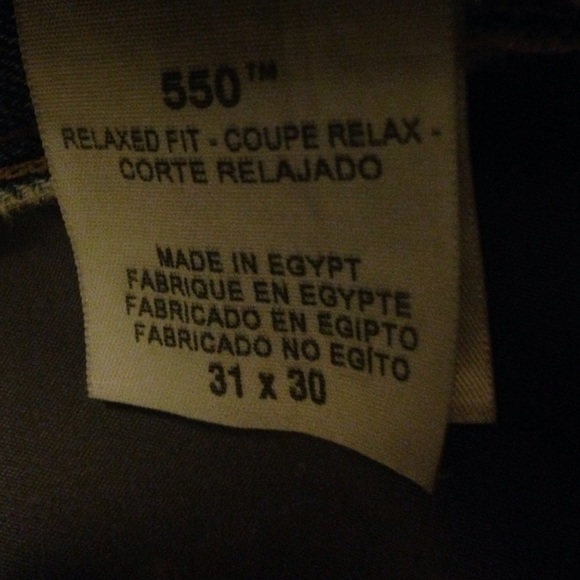 550™
RELAXED FIT - COUPE RELAX -
CORTE RELAJADO
MADE IN EGYPT
FABRIQUE EN EGYPTE
FABRICADO EN EGIPTO
FABRICADO NO EGÍTO
31 x 30